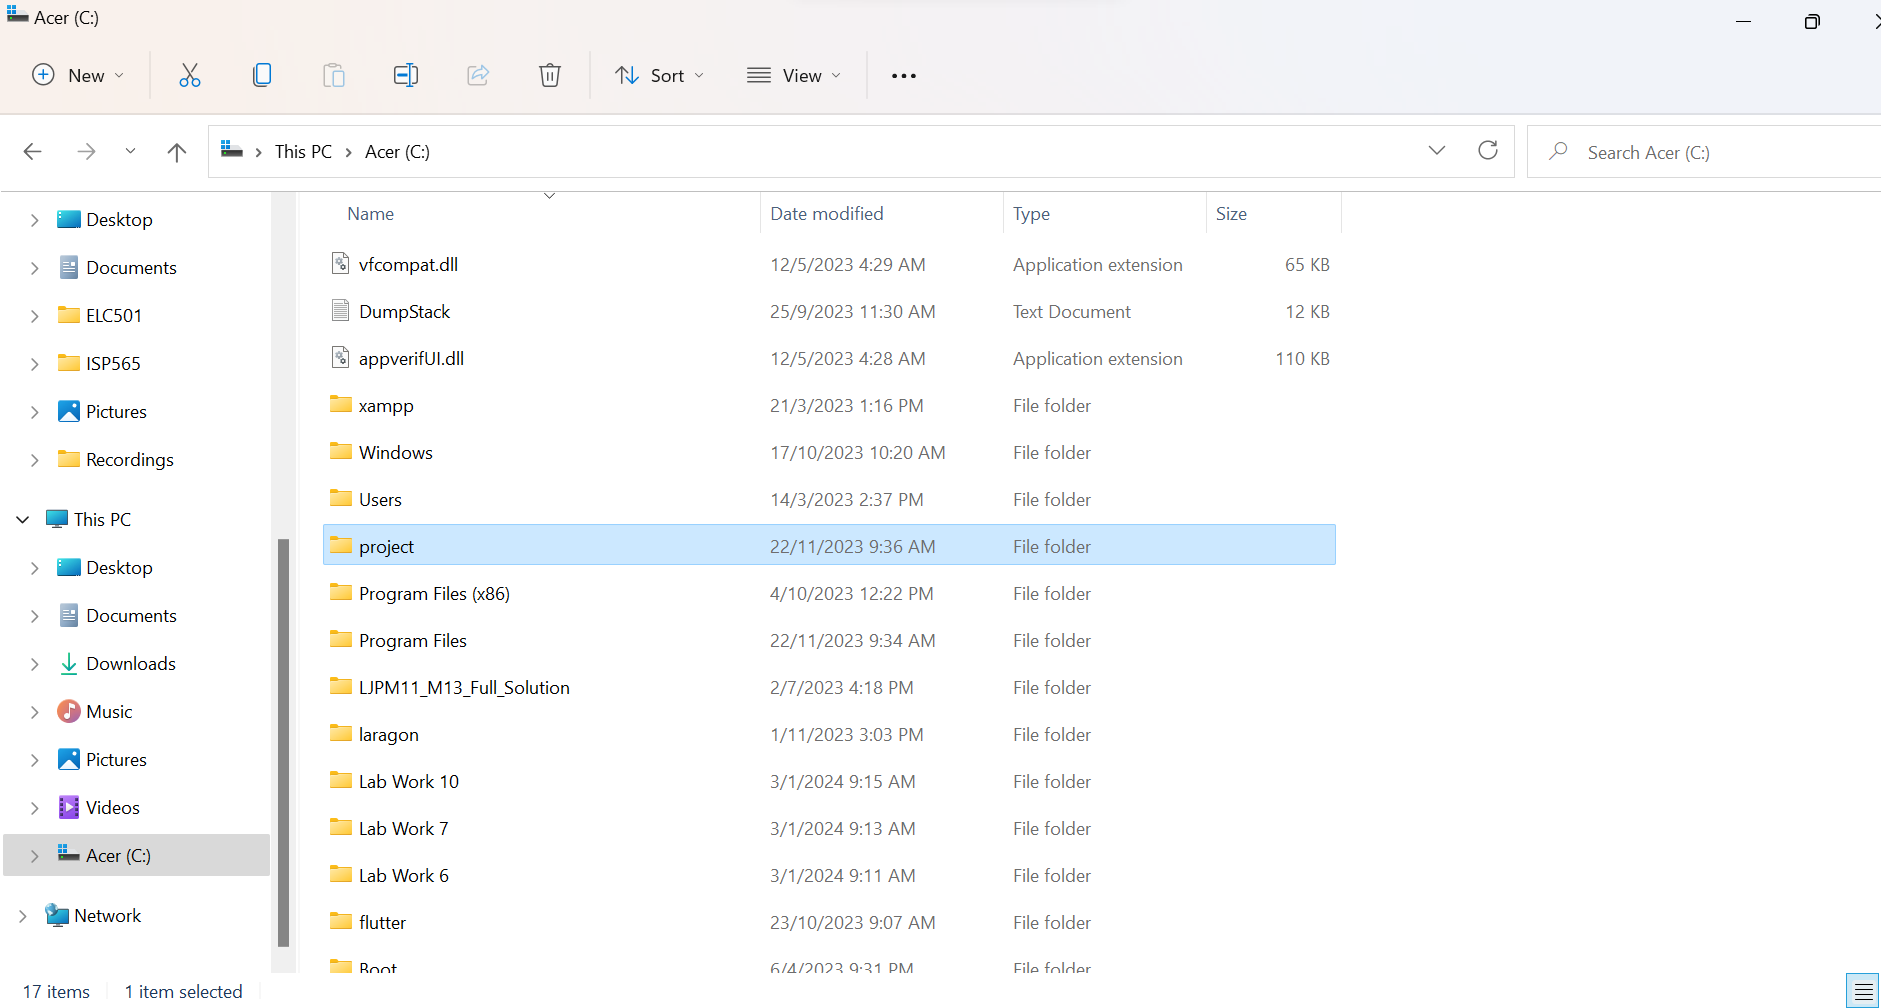 Acer (C:)
New
Sort
View
This PC
Acer (C:)
Search Acer (C:)
Desktop
Documents
ELC501
ISP565
Pictures
Recordings
This PC
Desktop
Documents
Downloads
Music
Pictures
Videos
Acer (C:)
Network
Name Date modified Type Size
vfcompat.dll 12/5/2023 4:29 AM Application extension 65 KB
DumpStack 25/9/2023 11:30 AM Text Document 12 KB
appverifUI.dll 12/5/2023 4:28 AM Application extension 110 KB
xampp 21/3/2023 1:16 PM File folder
Windows 17/10/2023 10:20 AM File folder
Users 14/3/2023 2:37 PM File folder
project 22/11/2023 9:36 AM File folder
Program Files (x86) 4/10/2023 12:22 PM File folder
Program Files 22/11/2023 9:34 AM File folder
LJPM11_M13_Full_Solution 2/7/2023 4:18 PM File folder
laragon 1/11/2023 3:03 PM File folder
Lab Work 10 3/1/2024 9:15 AM File folder
Lab Work 7 3/1/2024 9:13 AM File folder
Lab Work 6 3/1/2024 9:11 AM File folder
flutter 23/10/2023 9:07 AM File folder
Boot 6/4/2023 9:31 PM File folder
17 items 1 item selected